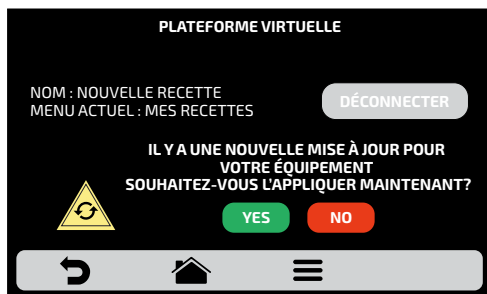 PLATEFORME VIRTUELLE
NOM : NOUVELLE RECETTE
MENU ACTUEL : MES RECETTES
DÉCONNECTER
IL Y A UNE NOUVELLE MISE À JOUR POUR
VOTRE ÉQUIPEMENT
SOUHAITEZ-VOUS L'APPLIQUER MAINTENANT?
YES
NO